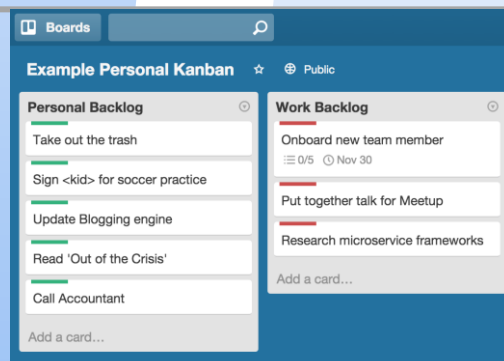 Boards
Example Personal Kanban
Public
Personal Backlog
Take out the trash
Sign <kid> for soccer practice
Update Blogging engine
Read 'Out of the Crisis'
Call Accountant
Add a card...
Work Backlog
Onboard new team member
0/5 Nov 30
Put together talk for Meetup
Research microservice frameworks
Add a card...